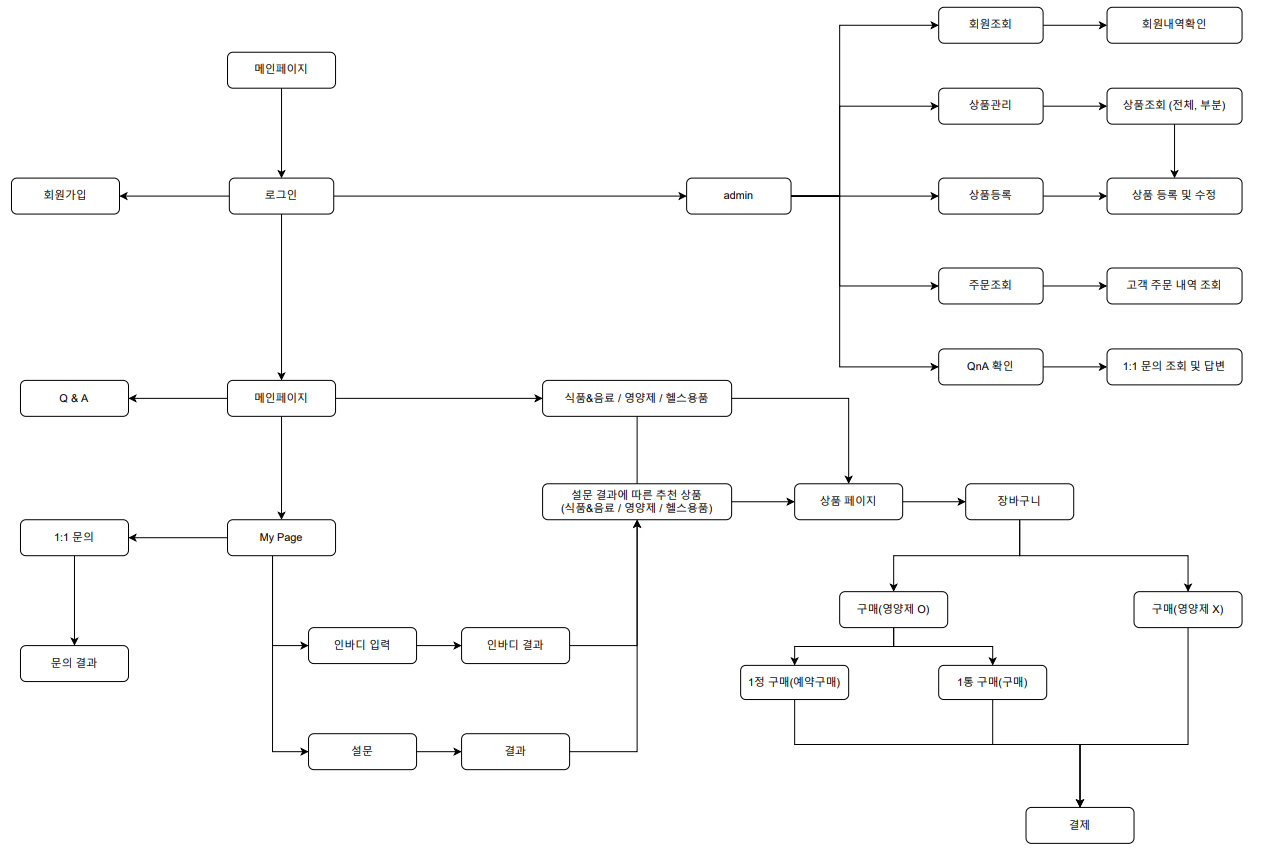 회원조회
회원내역확인
메인페이지
상품관리
상품조회 (전체, 부분)
회원가입
로그인
admin
상품등록
상품 등록 및 수정
주문조회
고객 주문 내역 조회
QnA 확인
1:1 문의 조회 및 답변
Q & A
메인페이지
식품&음료 / 영양제 / 헬스용품
설문 결과에 따른 추천 상품
(식품&음료 / 영양제 / 헬스용품)
상품 페이지
장바구니
1:1 문의
My Page
구매(영양제 O)
구매(영양제 X)
인바디 입력
인바디 결과
문의 결과
1정 구매(예약구매)
1통 구매(구매)
설문
결과
결제